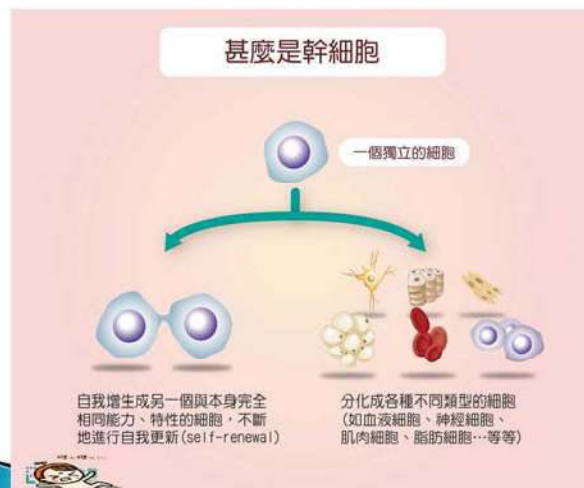 甚麼是幹細胞
一個獨立的細胞
自我增生成另一個與本身完全
相同能力、特性的細胞，不斷
地進行自我更新(self-renewal)
分化成各種不同類型的細胞
(如血液細胞、神經細胞、
肌肉細胞、脂肪細胞…等等)